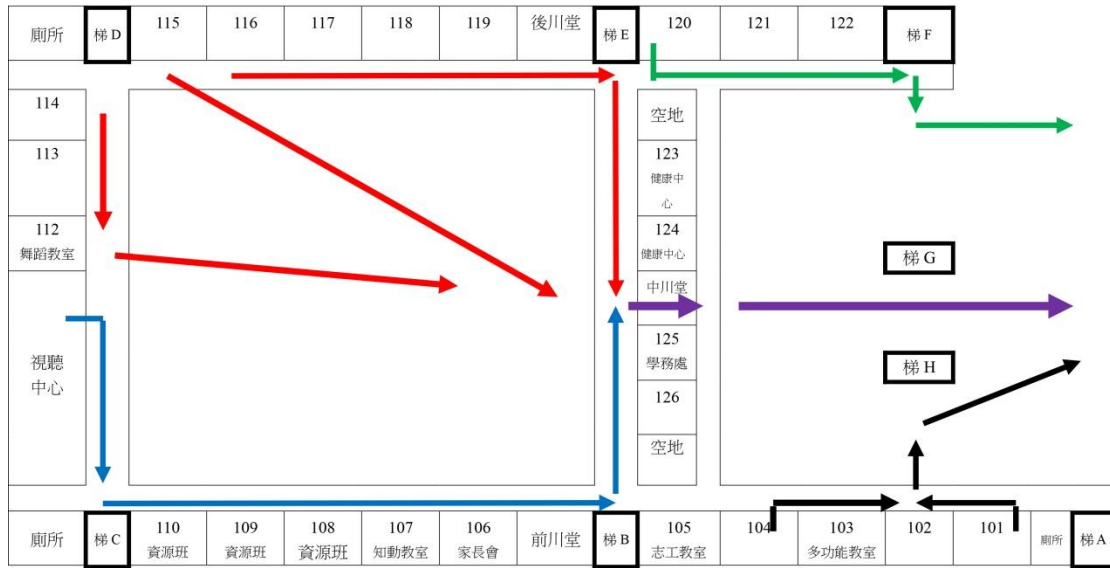 廁所
梯 D
115
116
117
118
119
後川堂
梯 E
120
121
122
梯 F
114
113
112
舞蹈教室
視聽
中心
空地
123
健康中
心
124
健康中心
中川堂
125
學務處
126
空地
梯 G
梯 H
廁所
梯 C
110
資源班
109
資源班
108
資源班
107
知動教室
106
家長會
前川堂
梯 B
105
志工教室
104
103
多功能教室
102
101
廁所
梯 A